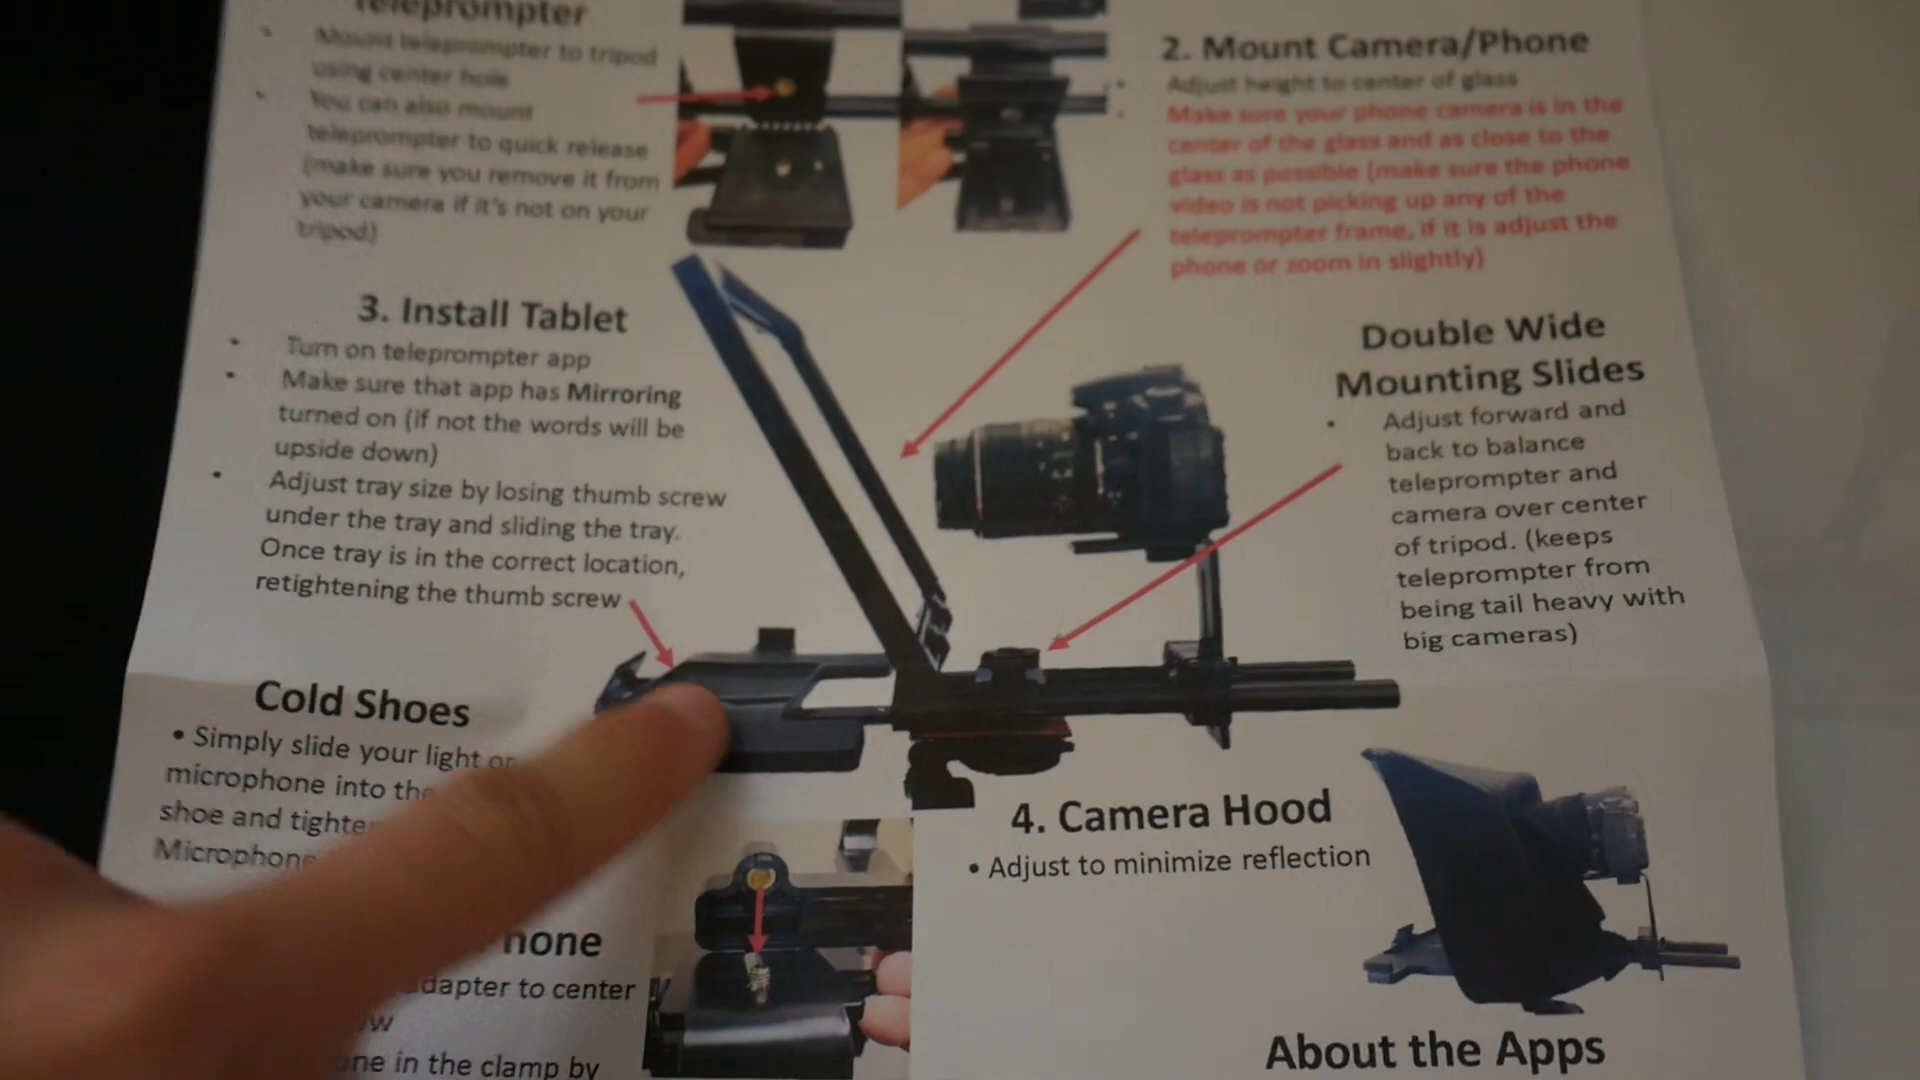 Teleprompter
• Mount teleprompter to tripod
using center hole
• You can also mount
teleprompter to quick release
(make sure you remove it from
your camera if it's not on your
tripod)
2. Mount Camera/Phone
• Adjust height to center of glass
• Make sure your phone camera is in the
center of the glass and as close to the
glass as possible (make sure the phone
video is not picking up any of the
teleprompter frame, if it is adjust the
phone or zoom in slightly)
3. Install Tablet
• Turn on teleprompter app
• Make sure that app has Mirroring
turned on (if not the words will be
upside down)
• Adjust tray size by losing thumb screw
under the tray and sliding the tray.
Once tray is in the correct location,
retightening the thumb screw
Double Wide
Mounting Slides
• Adjust forward and
back to balance
teleprompter and
camera over center
of tripod. (keeps
teleprompter from
being tail heavy with
big cameras)
Cold Shoes
• Simply slide your light or
microphone into the
shoe and tighte
Microphone
hone
dapter to center
w
one in the clamp by
4. Camera Hood
• Adjust to minimize reflection
About the Apps